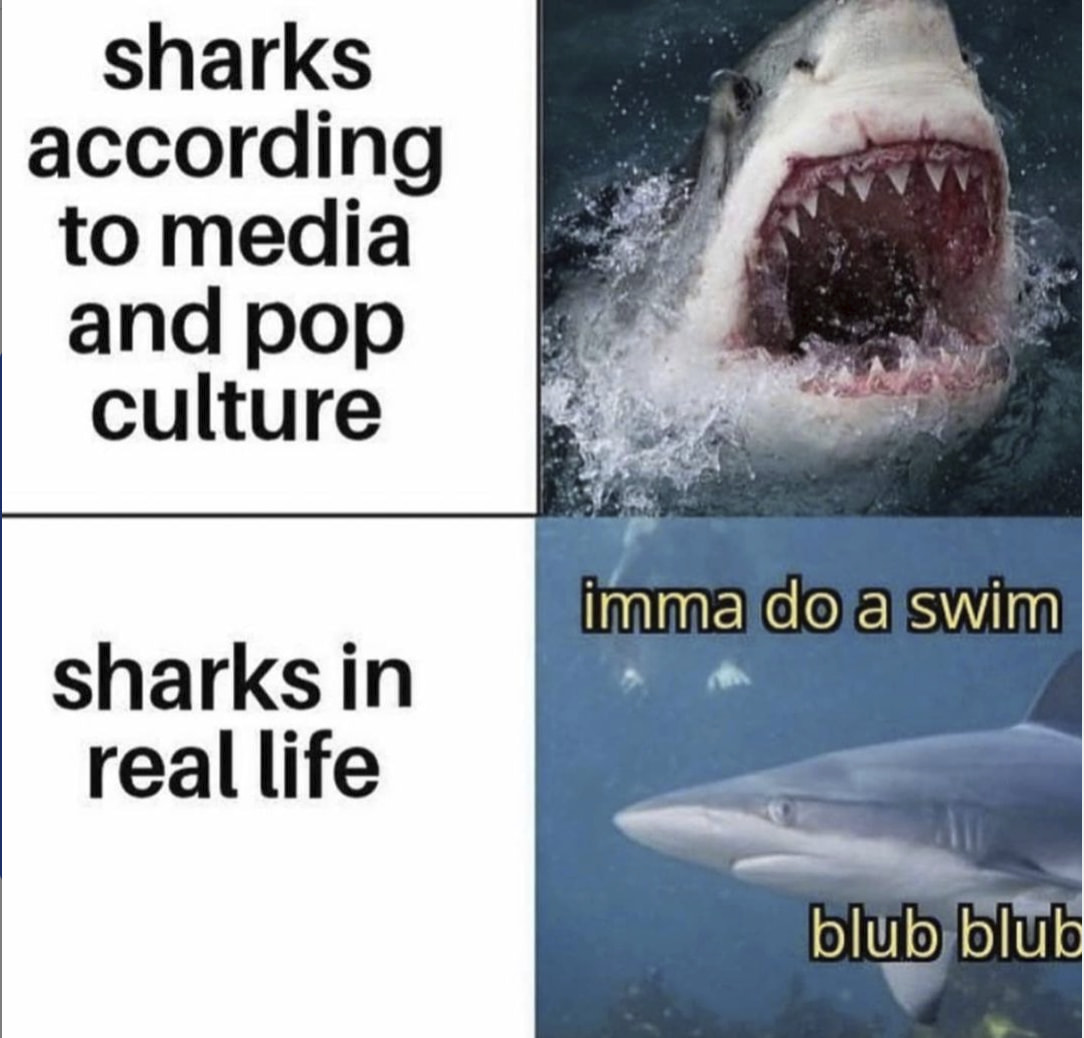 sharks
according
to media
and pop
culture
imma do a swim
sharks in
real life
blub blub